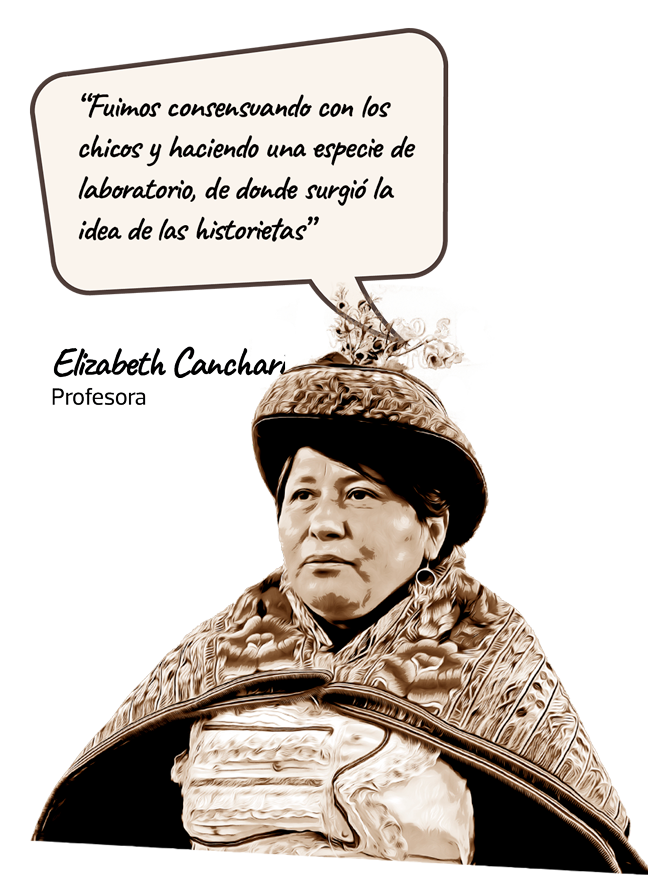 “Fuimos consensuando con los
chicos y haciendo una especie de
laboratorio, de donde surgió la
idea de las historietas”
Elizabeth Canchari
Profesora